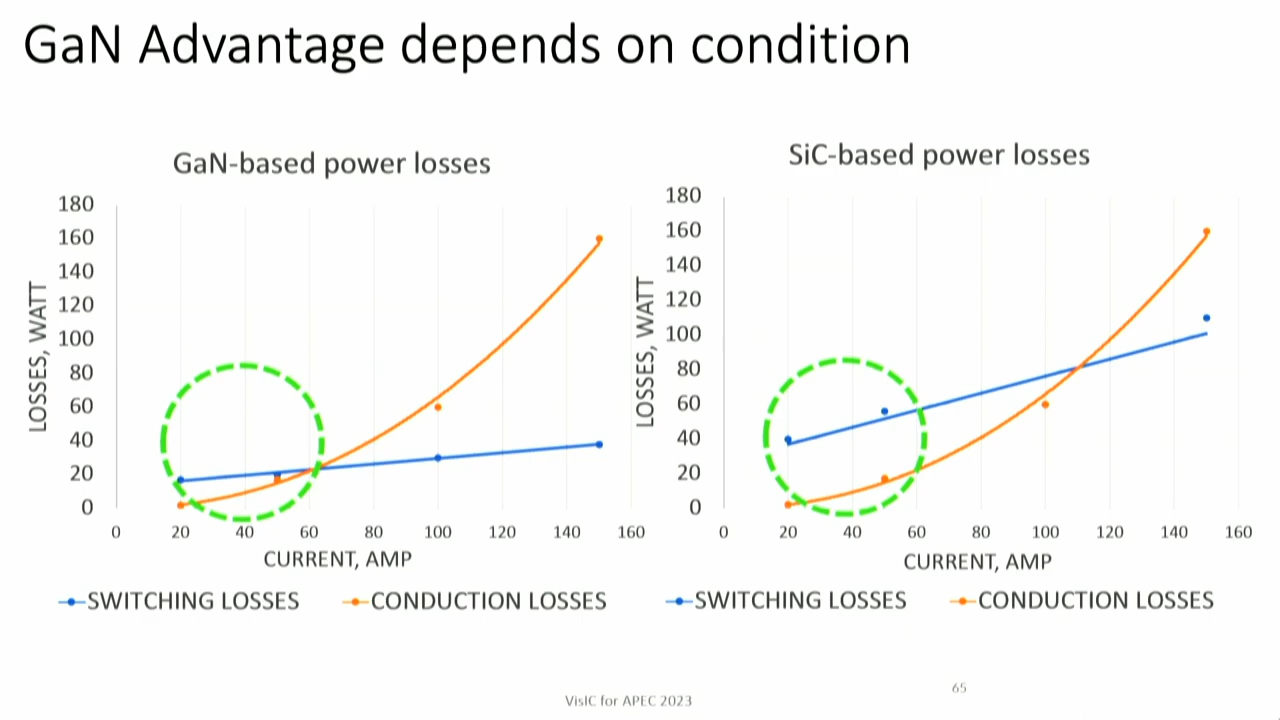 GaN Advantage depends on condition
GaN-based power losses
LOSSES, WATT
180
160
140
120
100
80
60
40
20
0
0 20 40 60 80 100 120 140 160
CURRENT, AMP
SWITCHING LOSSES CONDUCTION LOSSES
SiC-based power losses
LOSSES, WATT
180
160
140
120
100
80
60
40
20
0
0 20 40 60 80 100 120 140 160
CURRENT, AMP
SWITCHING LOSSES CONDUCTION LOSSES
VisIC for APEC 2023
65